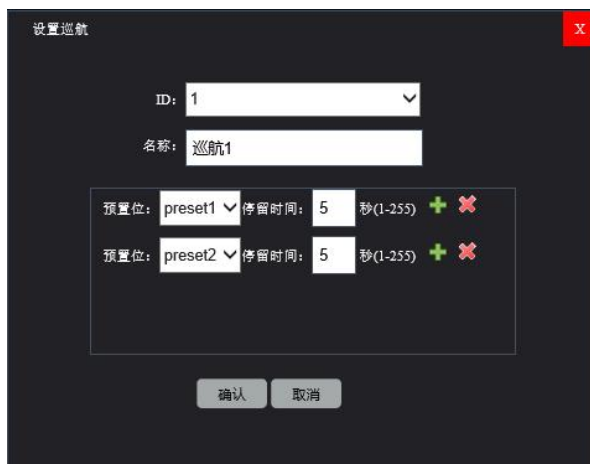 设置巡航 X
ID: 1
名称: 巡航1
预置位: preset1 停留时间: 5 秒(1-255)
预置位: preset2 停留时间: 5 秒(1-255)
确认 取消